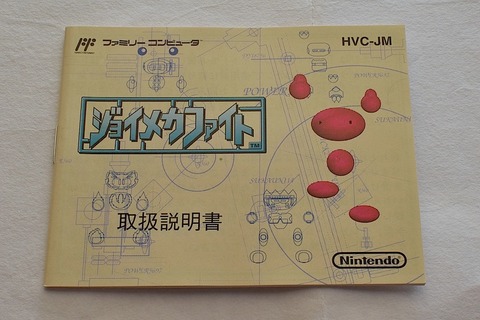 ファミリーコンピュータ
HVC-JM
POWER
ジョイメカファイト
TM
取扱説明書
Nintendo